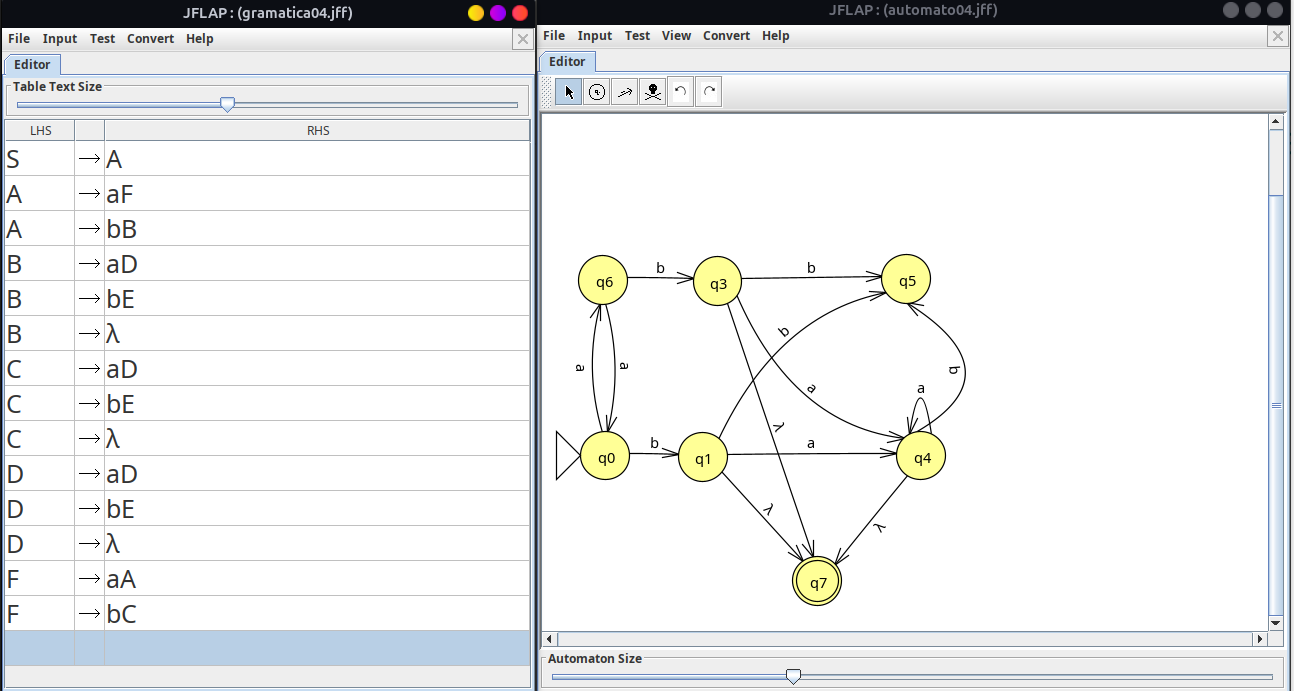 JFLAP : (gramatica04.jff)
File Input Test Convert Help
Editor
Table Text Size
LHS RHS
S → A
A → aF
A → bB
B → aD
B → bE
B → λ
C → aD
C → bE
C → λ
D → aD
D → bE
D → λ
F → aA
F → bC
JFLAP : (automato04.jff)
File Input Test View Convert Help
Editor
q6 b q3 b q5
b
a a a b
a
q0 b q1 a q4
λ
λ λ
q7
Automaton Size